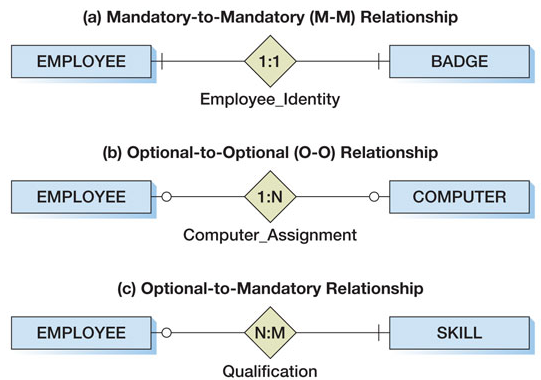 (a) Mandatory-to-Mandatory (M-M) Relationship
EMPLOYEE 1:1 BADGE
Employee_Identity
(b) Optional-to-Optional (O-O) Relationship
EMPLOYEE 1:N COMPUTER
Computer_Assignment
(c) Optional-to-Mandatory Relationship
EMPLOYEE N:M SKILL
Qualification